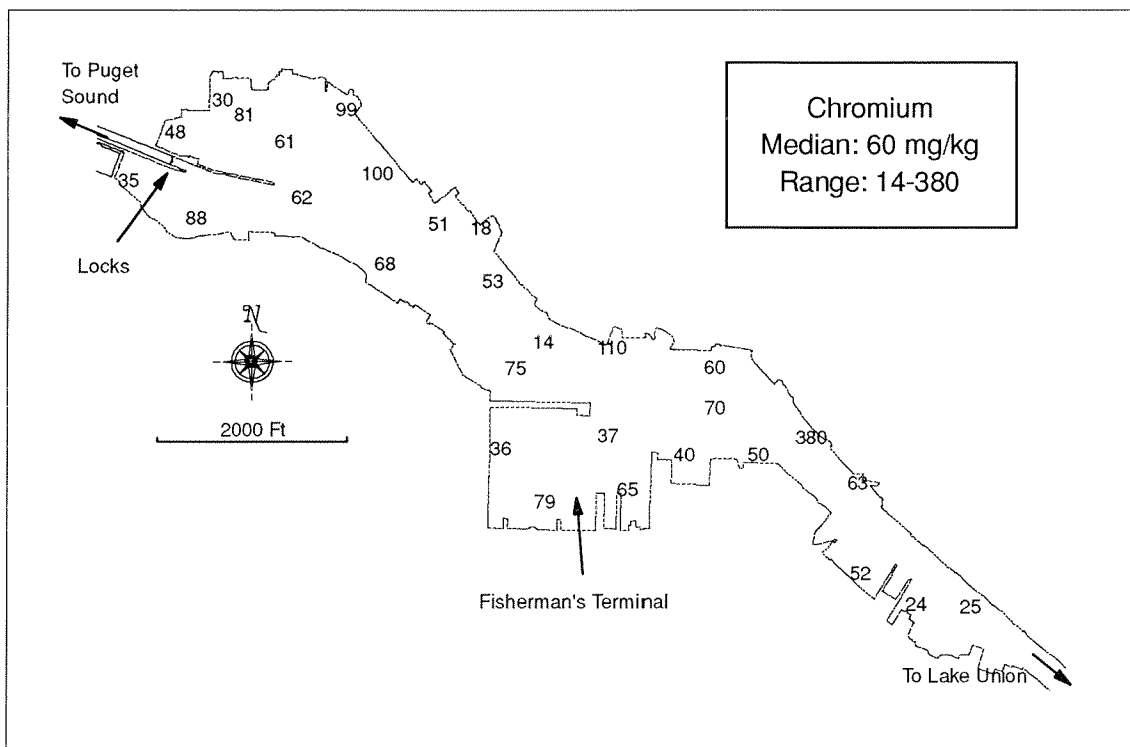 To Puget
Sound
Chromium
Median: 60 mg/kg
Range: 14-380
30
81
99
48
61
35
100
62
88
51
18
Locks
68
53
N
14
110
75
60
2000 Ft
70
36
37
380
40
50
63
79
65
52
Fisherman's Terminal
24
25
To Lake Union